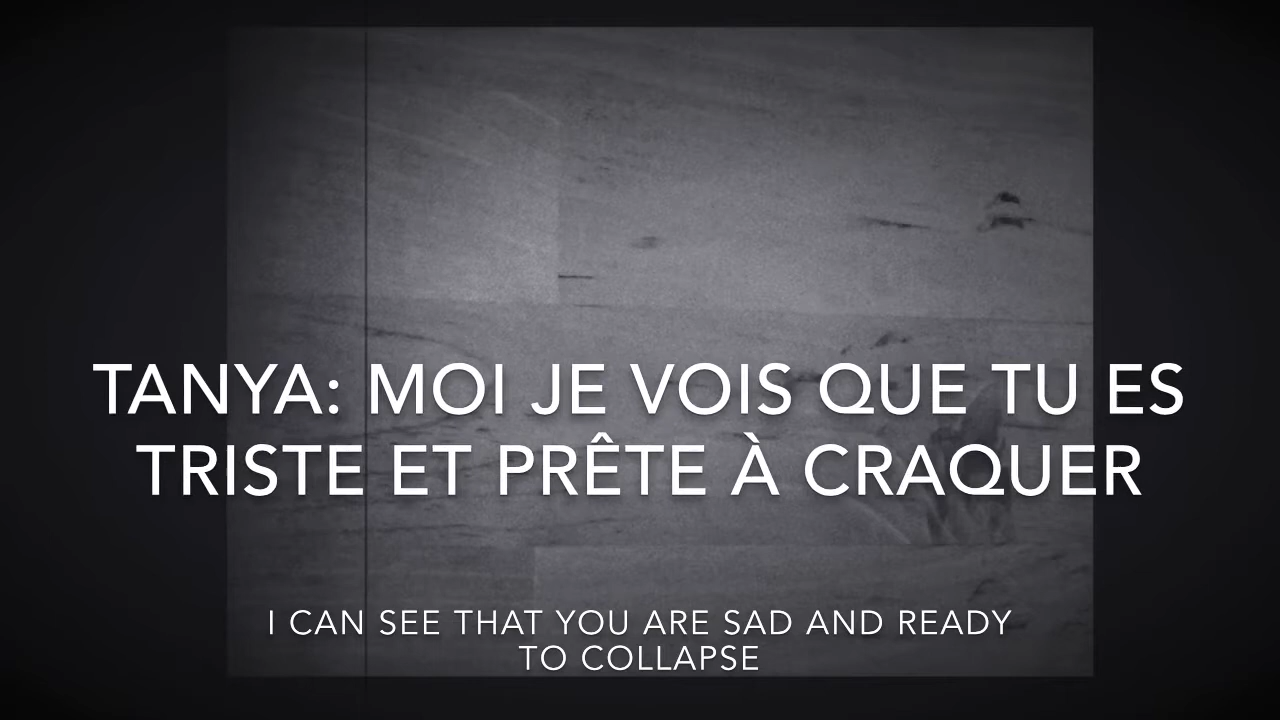 TANYA: MOI JE VOIS QUE TU ES
TRISTE ET PRÊTE À CRAQUER
I CAN SEE THAT YOU ARE SAD AND READY
TO COLLAPSE